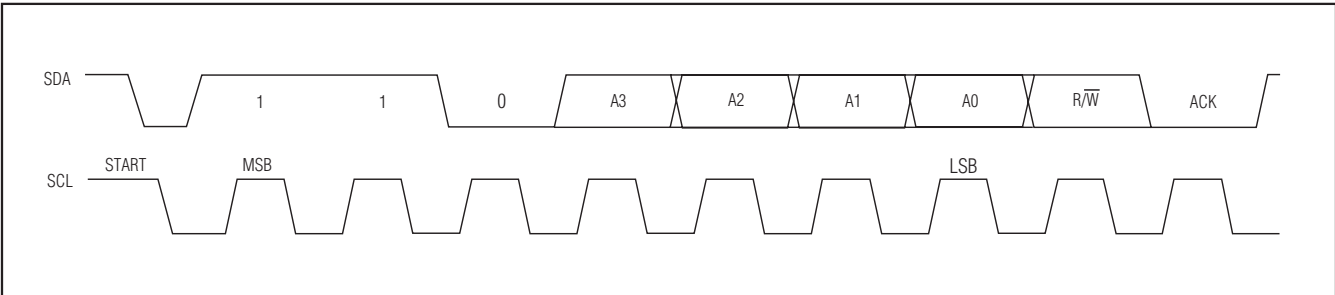 SDA 1 1 0 A3 A2 A1 A0 R/W̅ ACK
START MSB LSB
SCL